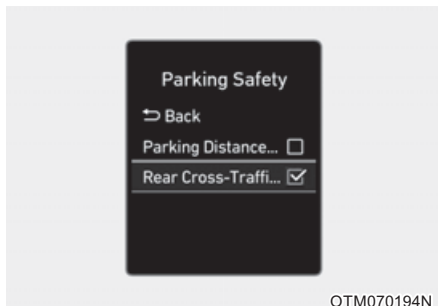 Parking Safety
Back
Parking Distance...
Rear Cross-Traffi...
OTM070194N